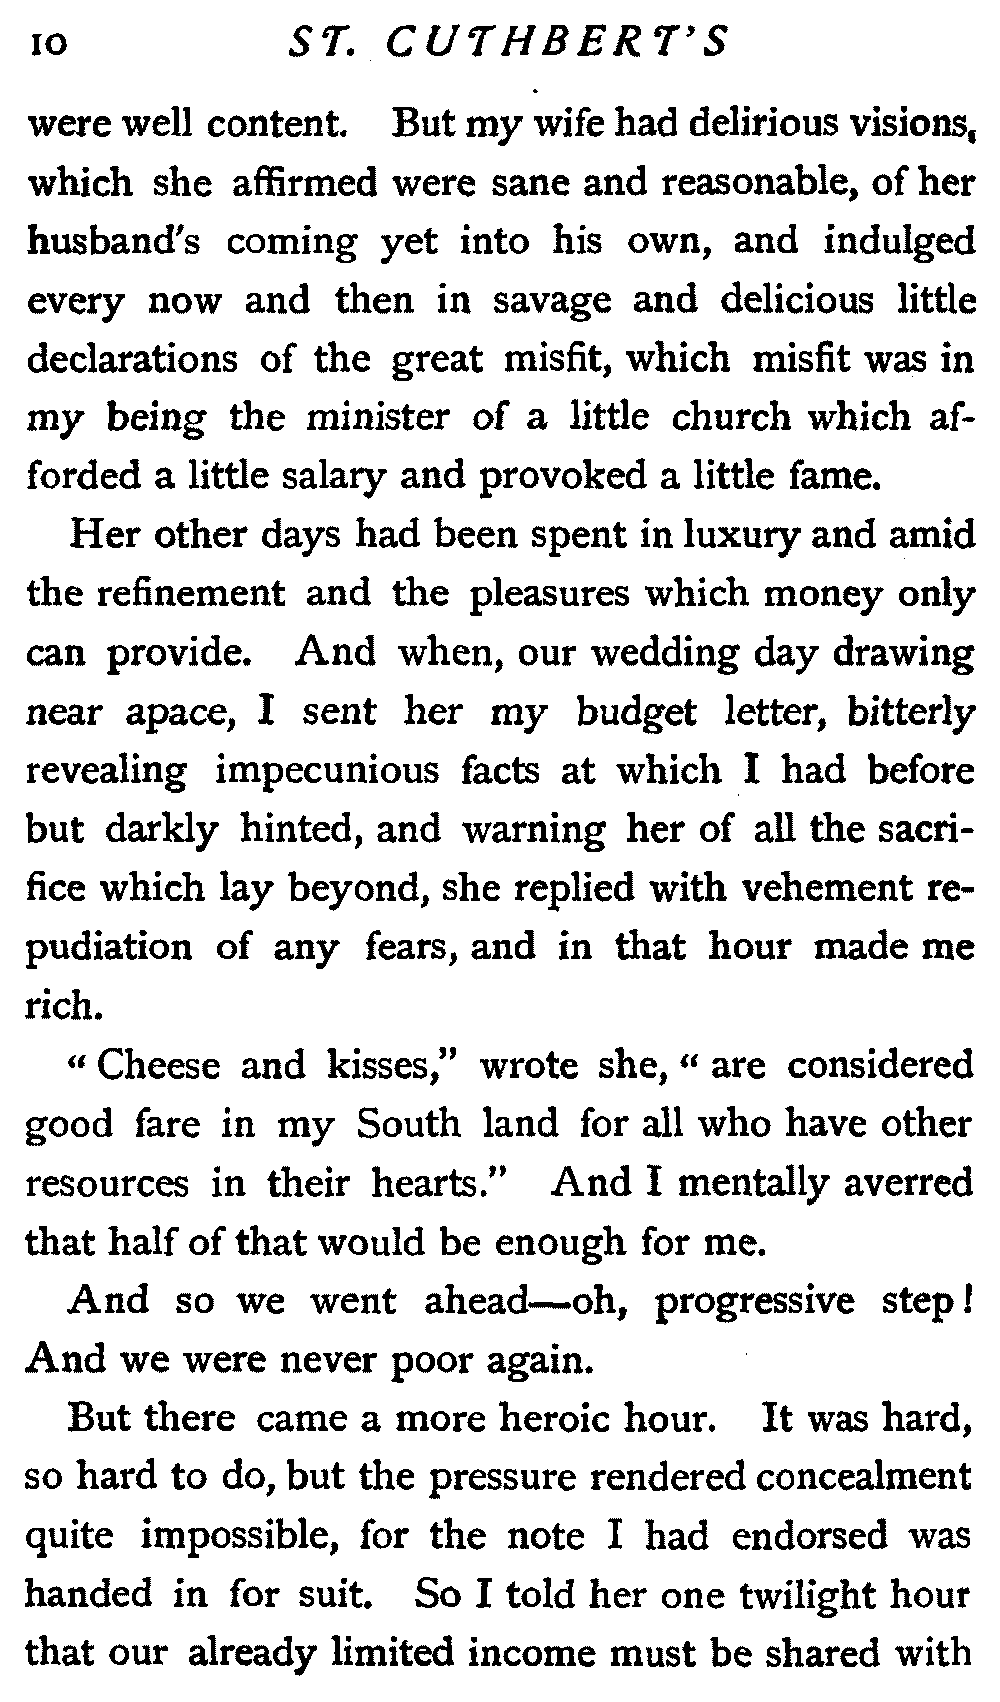 10 ST. CUTHBERT'S
were well content. But my wife had delirious visions,
which she affirmed were sane and reasonable, of her
husband's coming yet into his own, and indulged
every now and then in savage and delicious little
declarations of the great misfit, which misfit was in
my being the minister of a little church which af-
forded a little salary and provoked a little fame.
Her other days had been spent in luxury and amid
the refinement and the pleasures which money only
can provide. And when, our wedding day drawing
near apace, I sent her my budget letter, bitterly
revealing impecunious facts at which I had before
but darkly hinted, and warning her of all the sacri-
fice which lay beyond, she replied with vehement re-
pudiation of any fears, and in that hour made me
rich.
"Cheese and kisses," wrote she, "are considered
good fare in my South land for all who have other
resources in their hearts." And I mentally averred
that half of that would be enough for me.
And so we went ahead—oh, progressive step!
And we were never poor again.
But there came a more heroic hour. It was hard,
so hard to do, but the pressure rendered concealment
quite impossible, for the note I had endorsed was
handed in for suit. So I told her one twilight hour
that our already limited income must be shared with